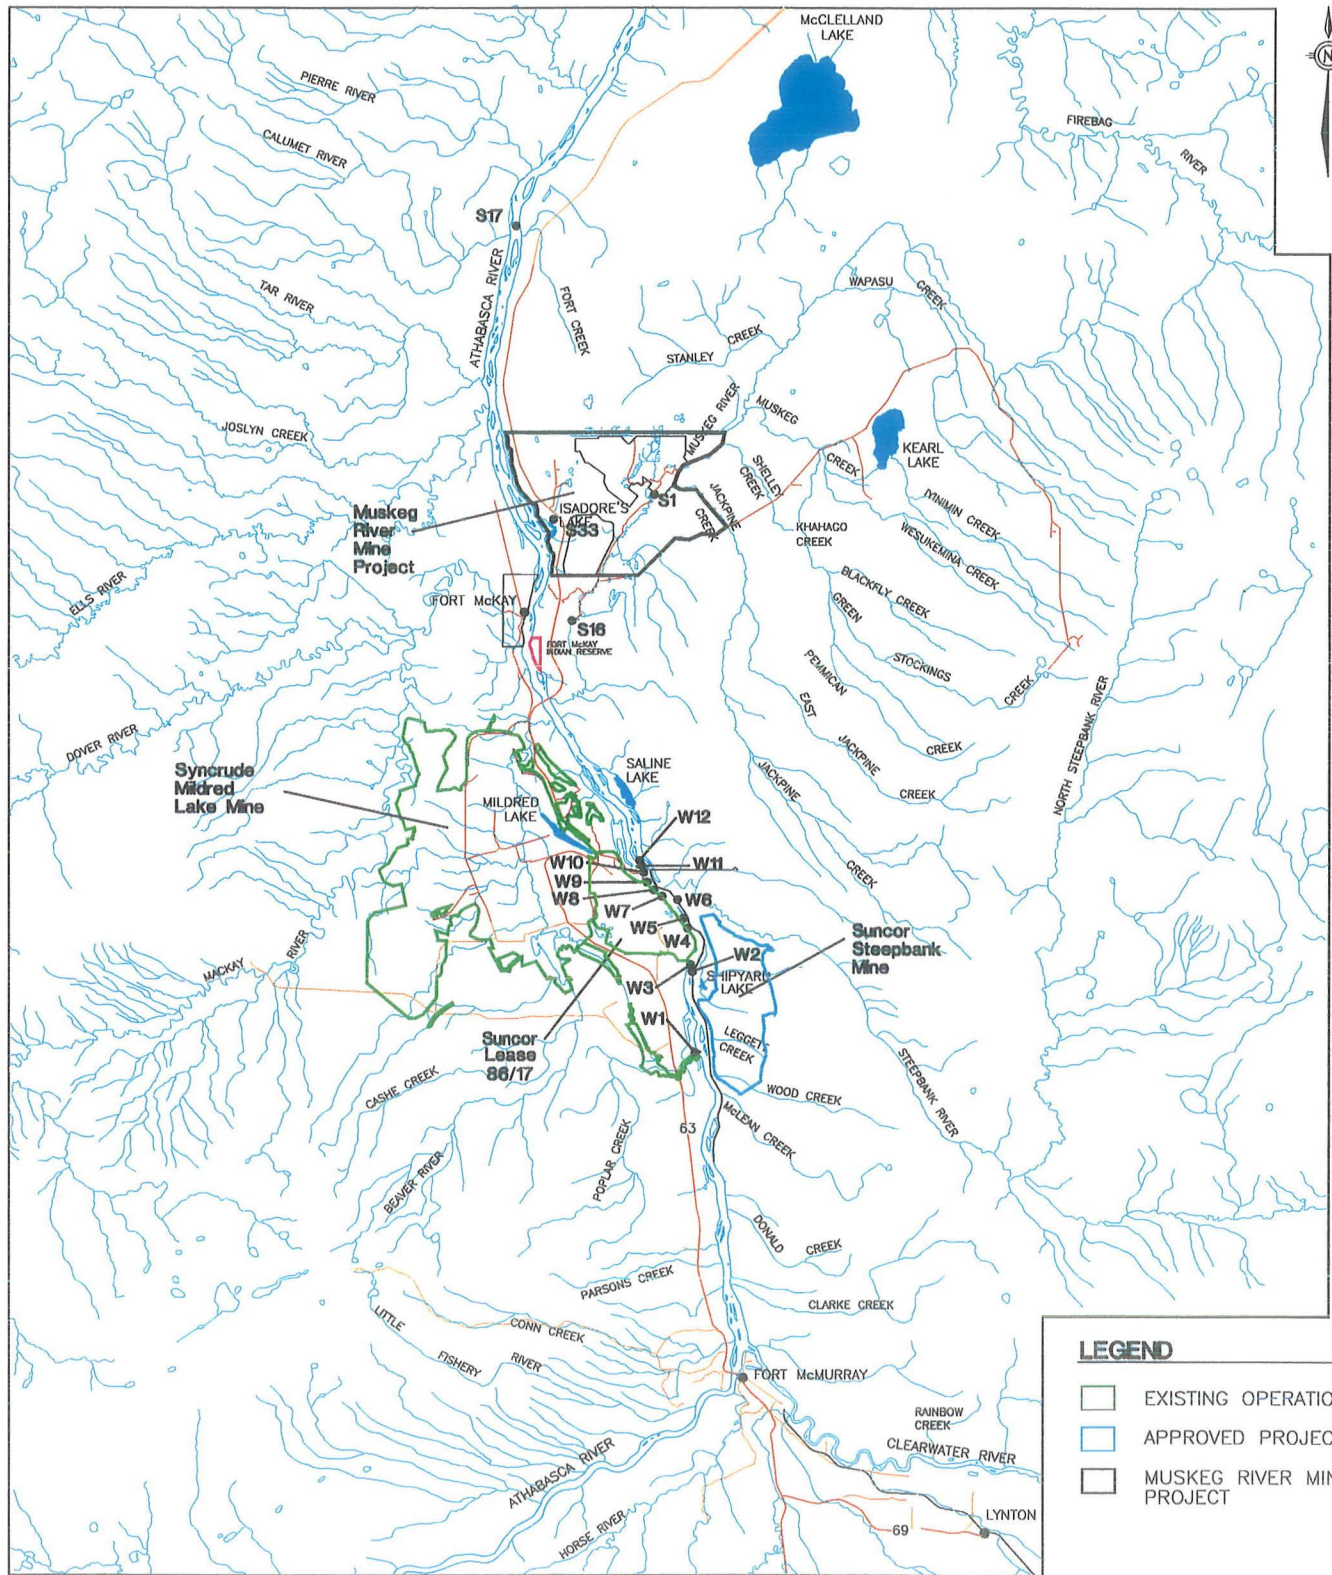 McCLELLAND
LAKE
N
PIERRE RIVER
FIREBAG
RIVER
CALUMET RIVER
S17
ATHABASCA RIVER
TAR RIVER
FORT CREEK
WAPASU
CREEK
STANLEY CREEK
MUSKEG RIVER
MUSKEG
CREEK
JOSLYN CREEK
KEARL
LAKE
SHELLEY
CREEK
JACKPINE
CREEK
S1
ISADORE'S
LAKE
S33
Muskeg
River
Mine
Project
IYINIMIN CREEK
KHAHAGO
CREEK
WESUKEMINA CREEK
BLACKFLY CREEK
GREEN
STOCKINGS
CREEK
ELLS RIVER
FORT McKAY
S16
FORT McKAY
INDIAN RESERVE
PEMMICAN
CREEK
EAST
JACKPINE
CREEK
NORTH STEEPBANK RIVER
DOVER RIVER
Syncrude
Mildred
Lake Mine
SALINE
LAKE
JACKPINE
CREEK
MILDRED
LAKE
W12
W10
W11
W9
W8
W6
W7
W5
W4
Suncor
Steepbank
Mine
W2
SHIPYARD
LAKE
W3
MACKAY
RIVER
W1
Suncor
Lease
86/17
LEGGET
CREEK
STEEPBANK RIVER
CASHE CREEK
WOOD CREEK
McLEAN CREEK
63
POPLAR CREEK
BEAVER RIVER
DONALD
CREEK
PARSONS CREEK
CLARKE CREEK
LITTLE
FISHERY
RIVER
CONN CREEK
FORT McMURRAY
RAINBOW
CREEK
CLEARWATER RIVER
ATHABASCA RIVER
HORSE RIVER
69
LYNTON
LEGEND
EXISTING OPERATIO
APPROVED PROJEC
MUSKEG RIVER MIN
PROJECT